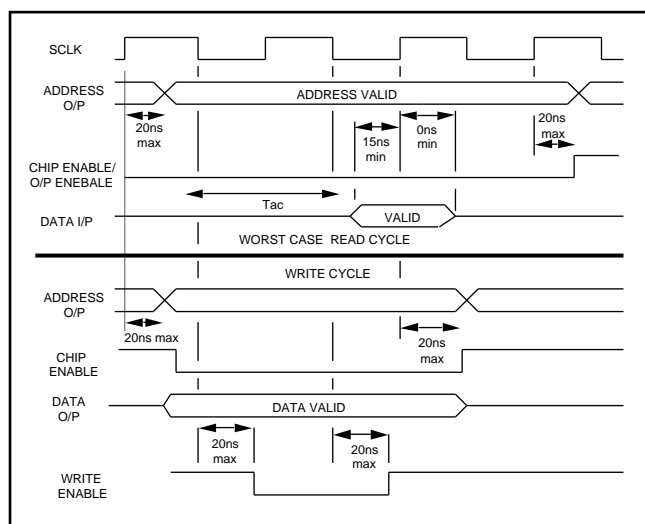 SCLK
ADDRESS
O/P
ADDRESS VALID
20ns
max
15ns
min
0ns
min
20ns
max
CHIP ENABLE/
O/P ENEBALE
Tac
DATA I/P
VALID
WORST CASE READ CYCLE
WRITE CYCLE
ADDRESS
O/P
20ns max
20ns
max
CHIP
ENABLE
DATA
O/P
DATA VALID
20ns
max
20ns
max
WRITE
ENABLE